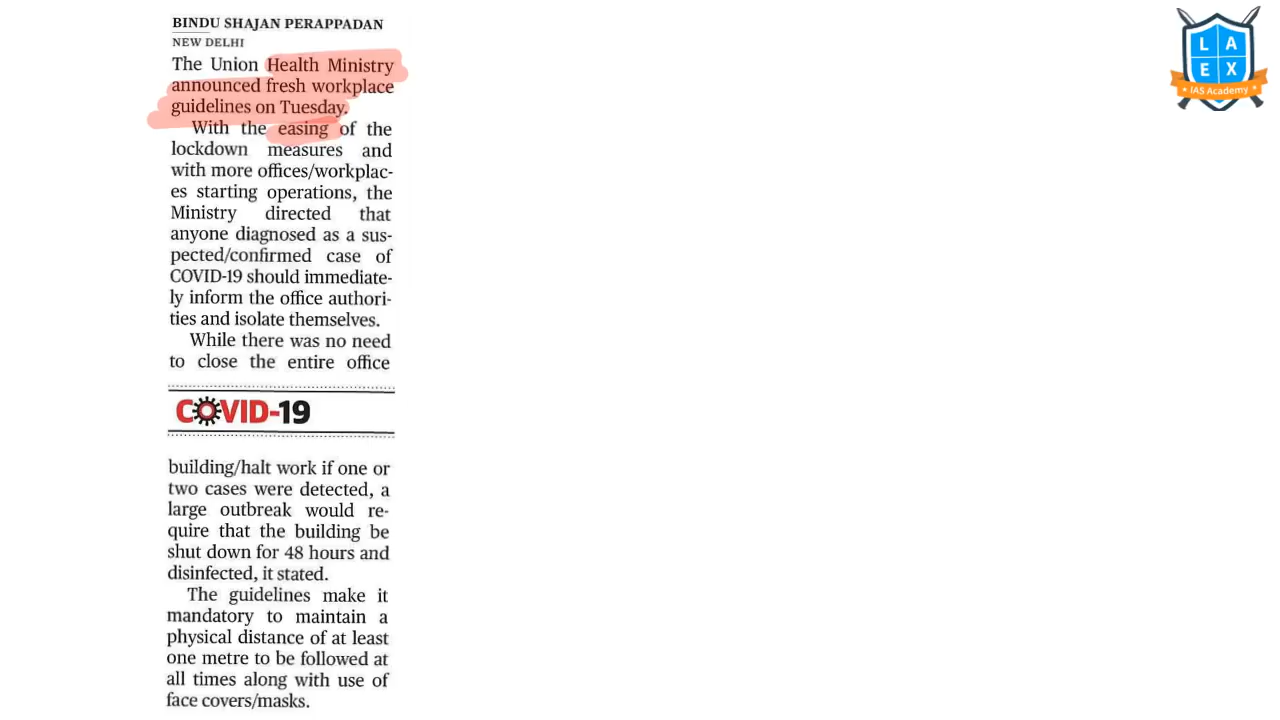 BINDU SHAJAN PERAPPADAN
NEW DELHI
The Union Health Ministry
announced fresh workplace
guidelines on Tuesday.
With the easing of the
lockdown measures and
with more offices/workplac-
es starting operations, the
Ministry directed that
anyone diagnosed as a sus-
pected/confirmed case of
COVID-19 should immediate-
ly inform the office authori-
ties and isolate themselves.
While there was no need
to close the entire office
COVID-19
building/halt work if one or
two cases were detected, a
large outbreak would re-
quire that the building be
shut down for 48 hours and
disinfected, it stated.
The guidelines make it
mandatory to maintain a
physical distance of at least
one metre to be followed at
all times along with use of
face covers/masks.
L A
E X
IAS Academy